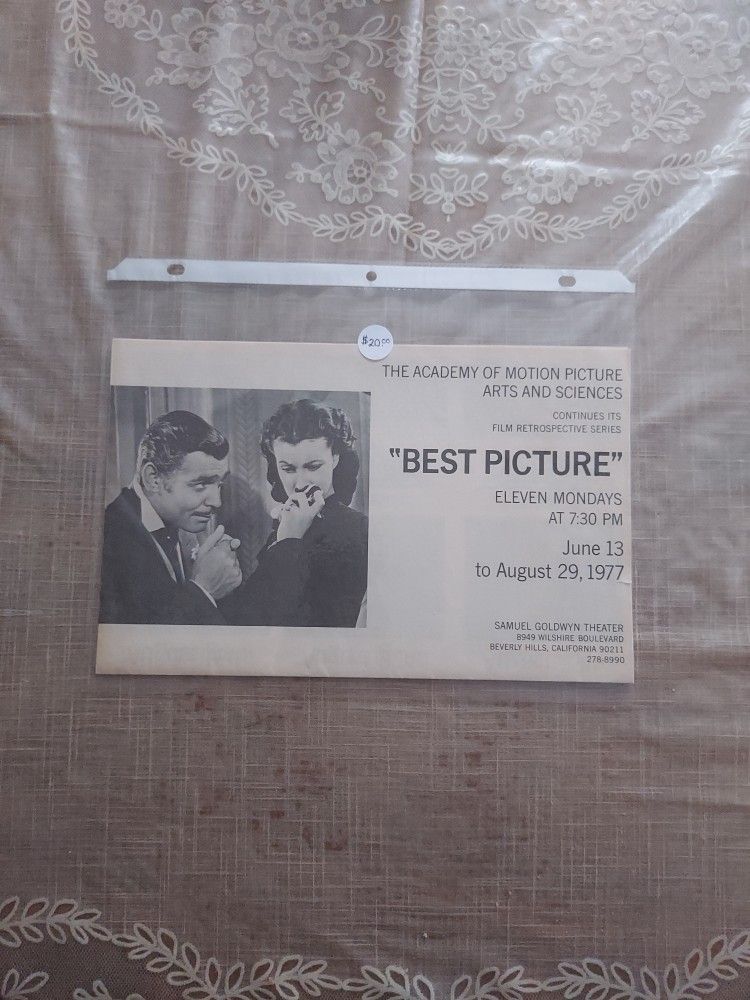 $20.00
THE ACADEMY OF MOTION PICTURE
ARTS AND SCIENCES
CONTINUES ITS
FILM RETROSPECTIVE SERIES
"BEST PICTURE"
ELEVEN MONDAYS
AT 7:30 PM
June 13
to August 29, 1977
SAMUEL GOLDWYN THEATER
8949 WILSHIRE BOULEVARD
BEVERLY HILLS, CALIFORNIA 90211
278-8990